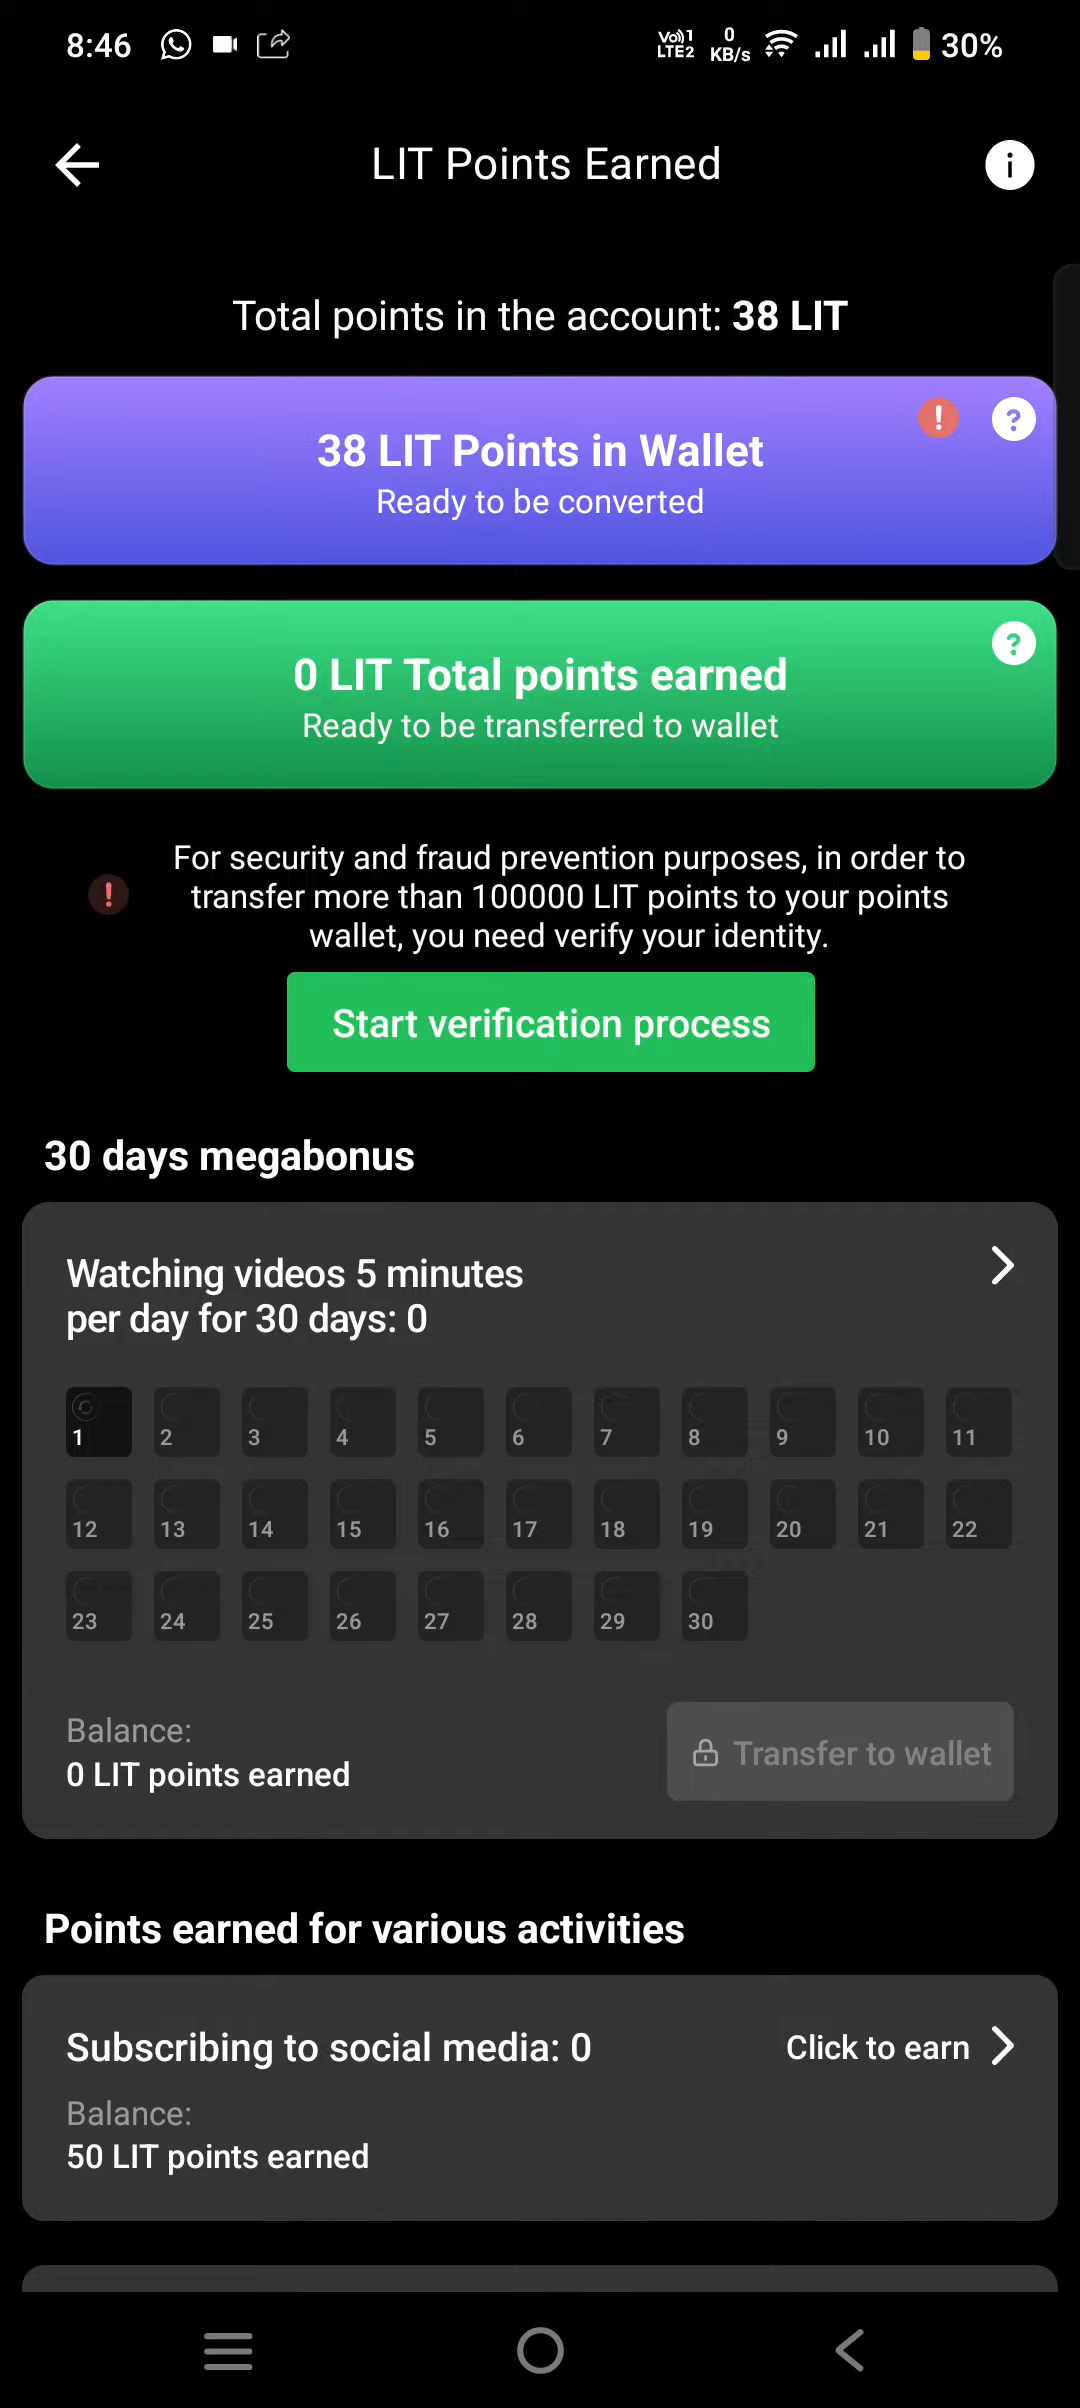 8:46
Vo)) 1
LTE2
0
KB/s
30%
LIT Points Earned
i
Total points in the account: 38 LIT
! ?
38 LIT Points in Wallet
Ready to be converted
?
0 LIT Total points earned
Ready to be transferred to wallet
!
For security and fraud prevention purposes, in order to
transfer more than 100000 LIT points to your points
wallet, you need verify your identity.
Start verification process
30 days megabonus
Watching videos 5 minutes
per day for 30 days: 0
1 2 3 4 5 6 7 8 9 10 11
12 13 14 15 16 17 18 19 20 21 22
23 24 25 26 27 28 29 30
Balance:
0 LIT points earned
Transfer to wallet
Points earned for various activities
Subscribing to social media: 0
Click to earn
Balance:
50 LIT points earned